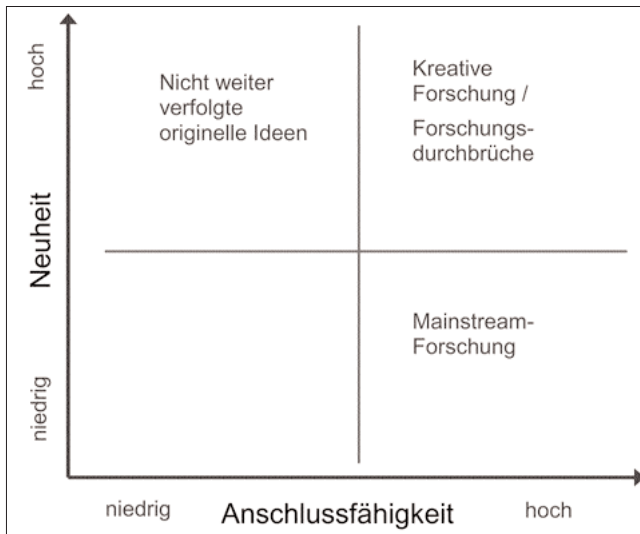 hoch
Nicht weiter
verfolgte
originelle Ideen
Kreative
Forschung /
Forschungs-
durchbrüche
Neuheit
Mainstream-
Forschung
niedrig
niedrig
Anschlussfähigkeit
hoch